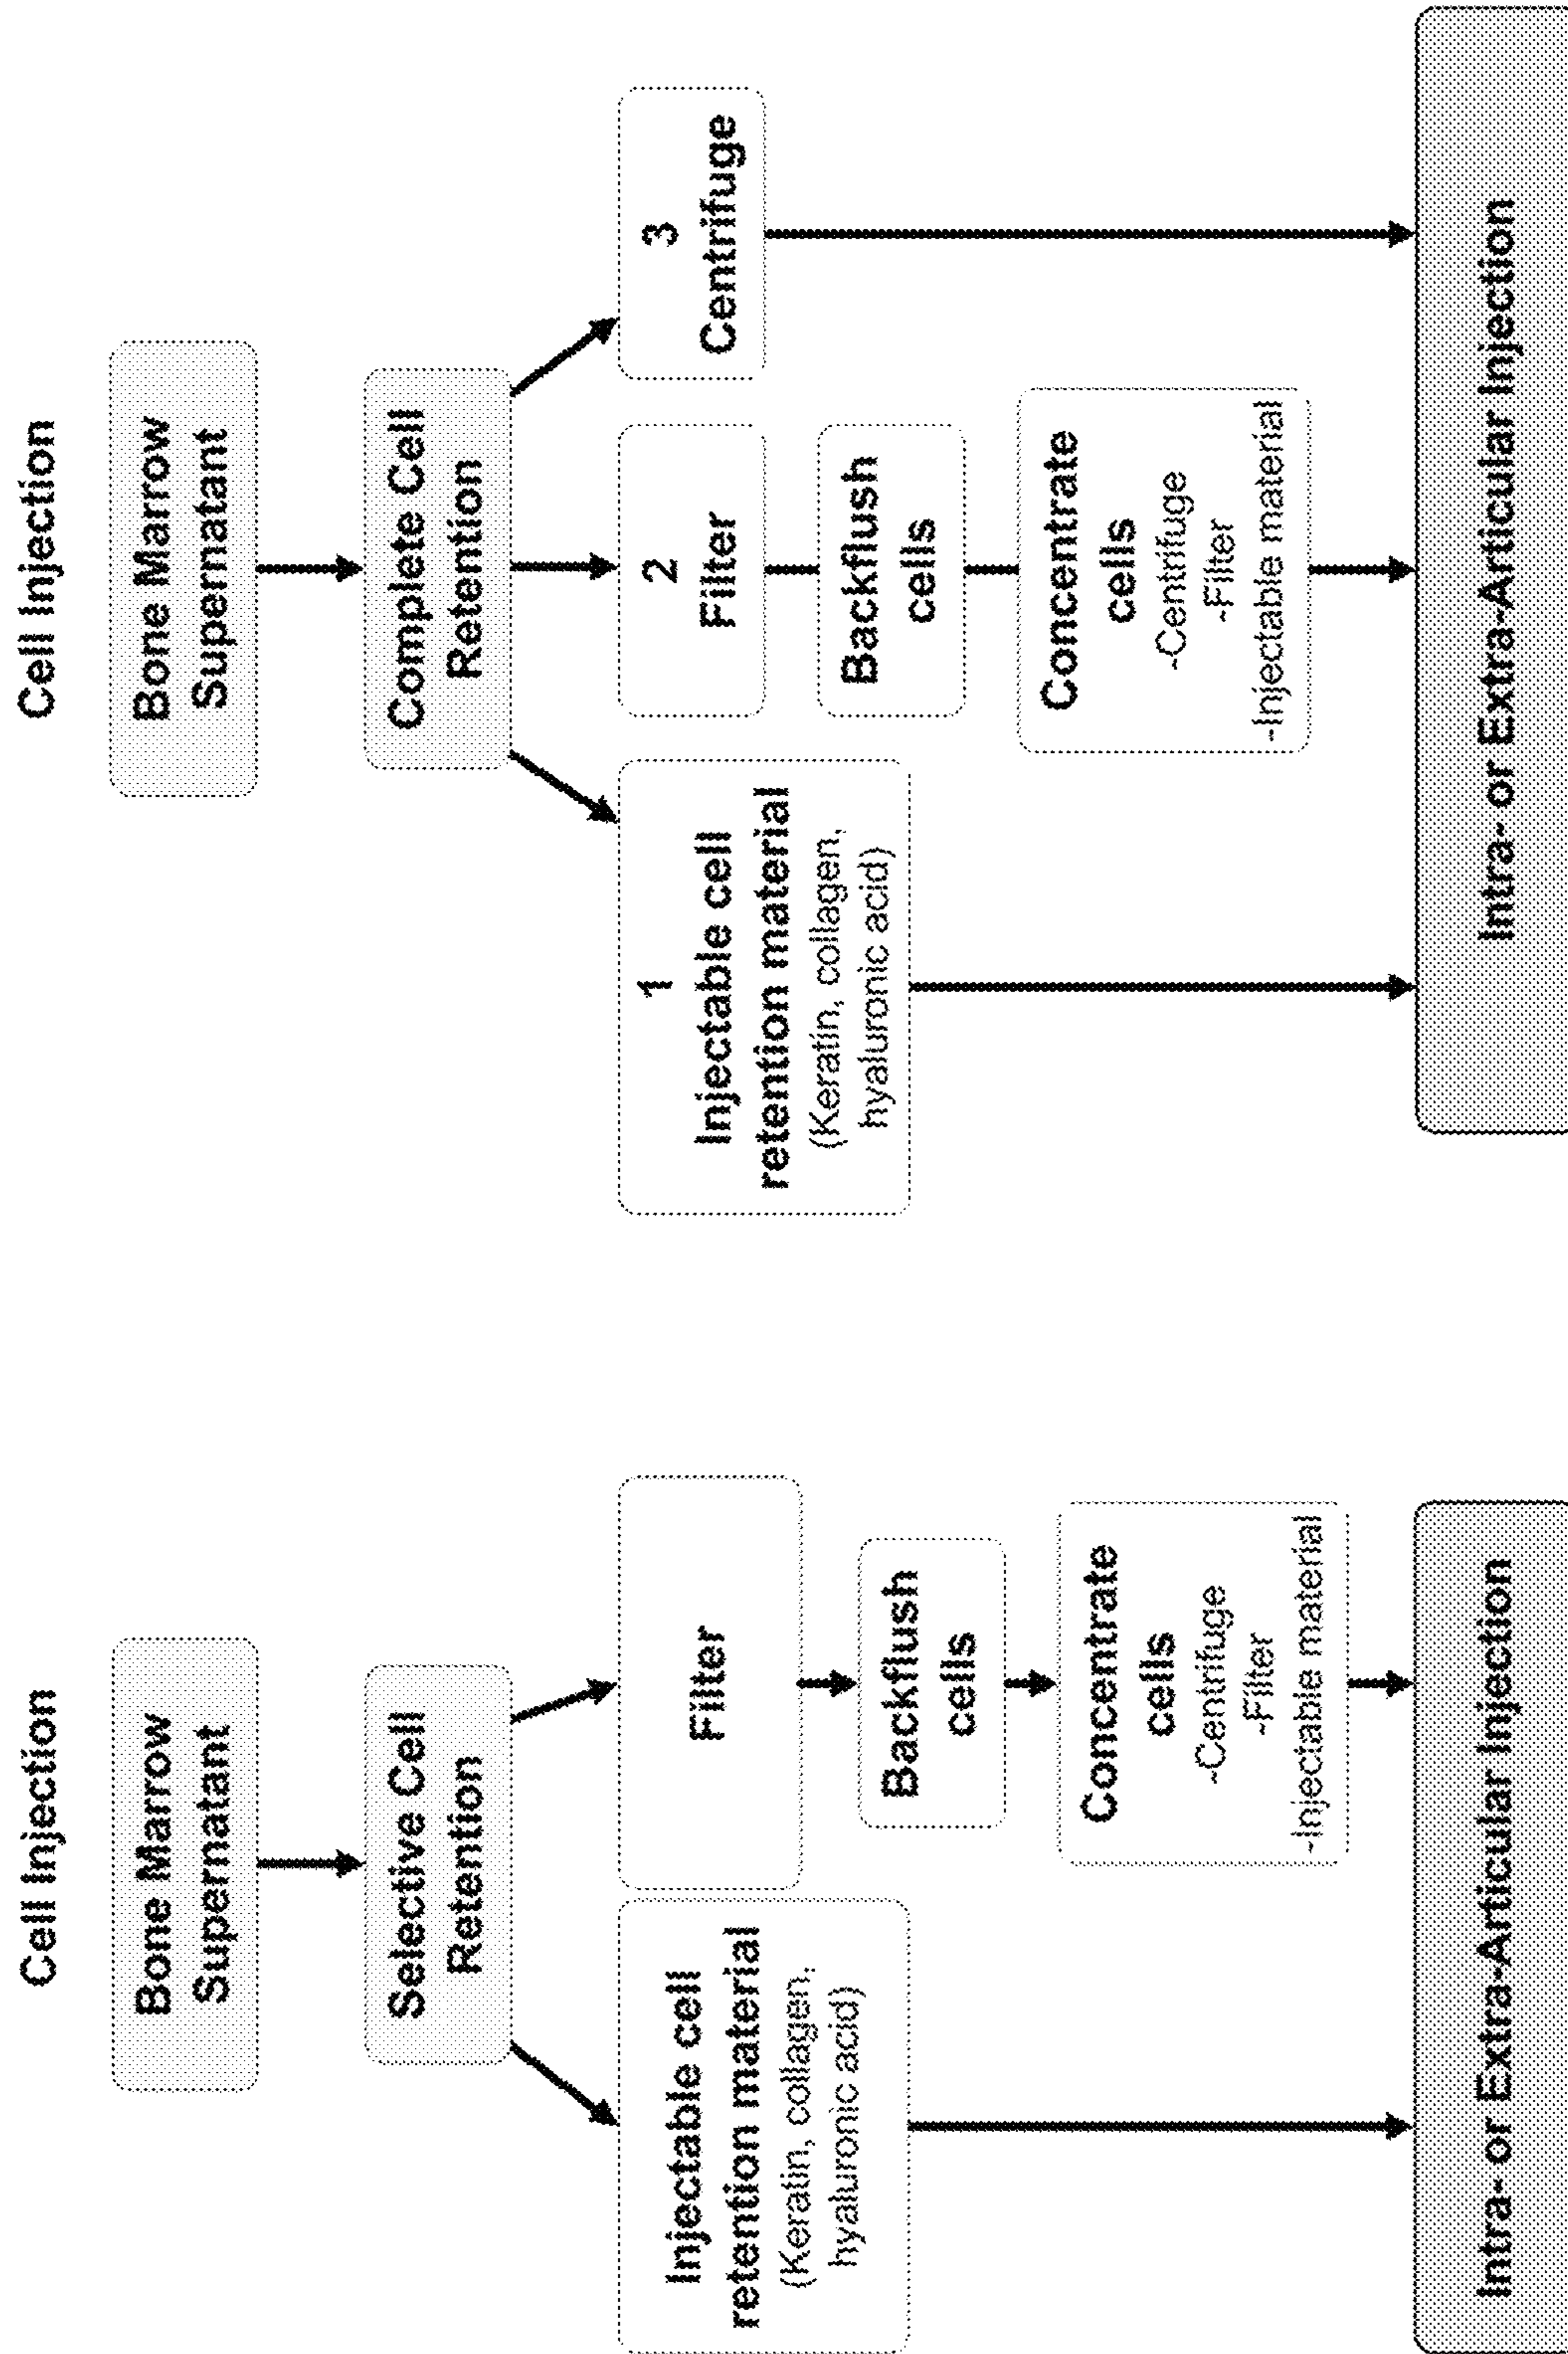 Cell Injection
Bone Marrow
Supernatant
Selective Cell
Retention
Injectable cell
retention material
(Keratin, collagen,
hyaluronic acid)
Filter
Backflush
cells
Concentrate
cells
-Centrifuge
-Filter
-Injectable material
Intra- or Extra-Articular Injection
Cell Injection
Bone Marrow
Supernatant
Complete Cell
Retention
1
Injectable cell
retention material
(Keratin, collagen,
hyaluronic acid)
2
Filter
Backflush
cells
Concentrate
cells
-Centrifuge
-Filter
-Injectable material
3
Centrifuge
Intra- or Extra-Articular Injection